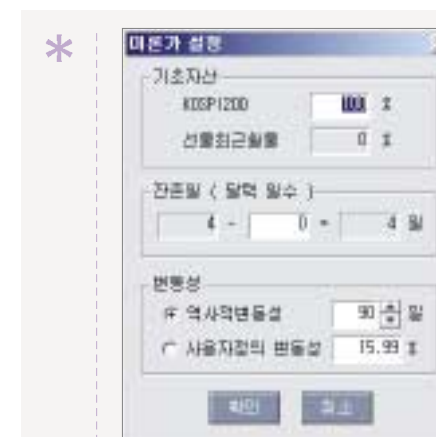 이론가 설정
기초자산
KOSPI200 100 %
선물최근월물 0 %
잔존일 ( 달력 일수 )
4 - 0 = 4 일
변동성
역사적변동성 90 일
사용자정의 변동성 15.99 %
확인 취소